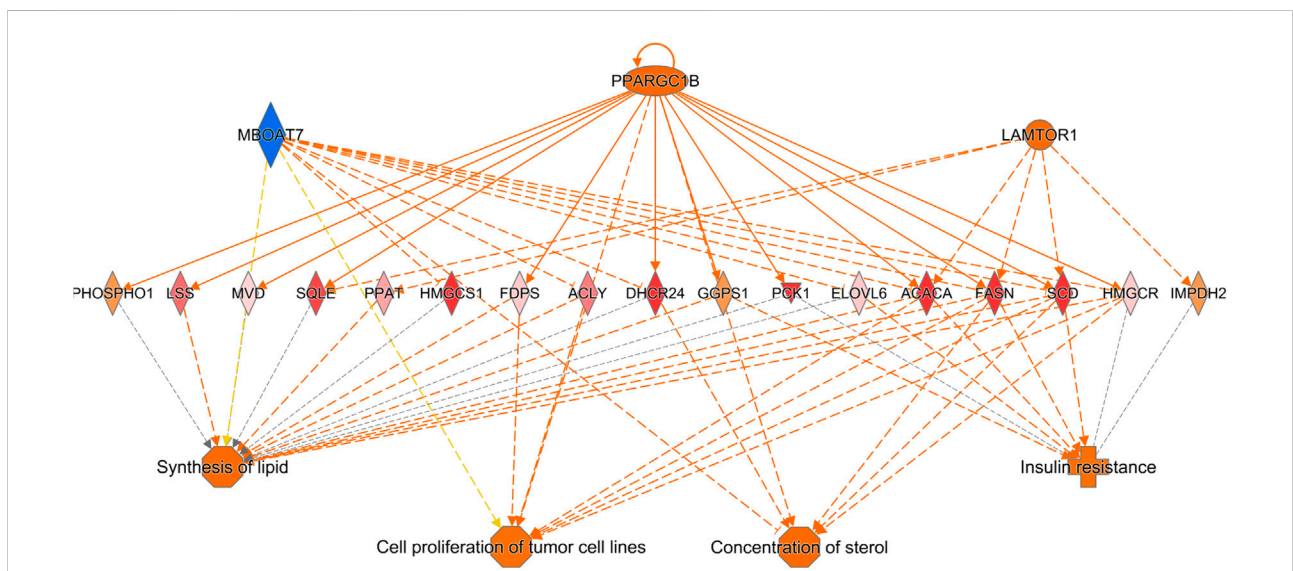 PPARGC1B
MBOAT7
LAMTOR1
PHOSPHO1 LSS MVD SQLE PPAT HMGCS1 FDPS ACLY DHCR24 GGPS1 PCK1 ELOVL6 ACACA FASN SCD HMGCR IMPDH2
Synthesis of lipid
Insulin resistance
Cell proliferation of tumor cell lines
Concentration of sterol